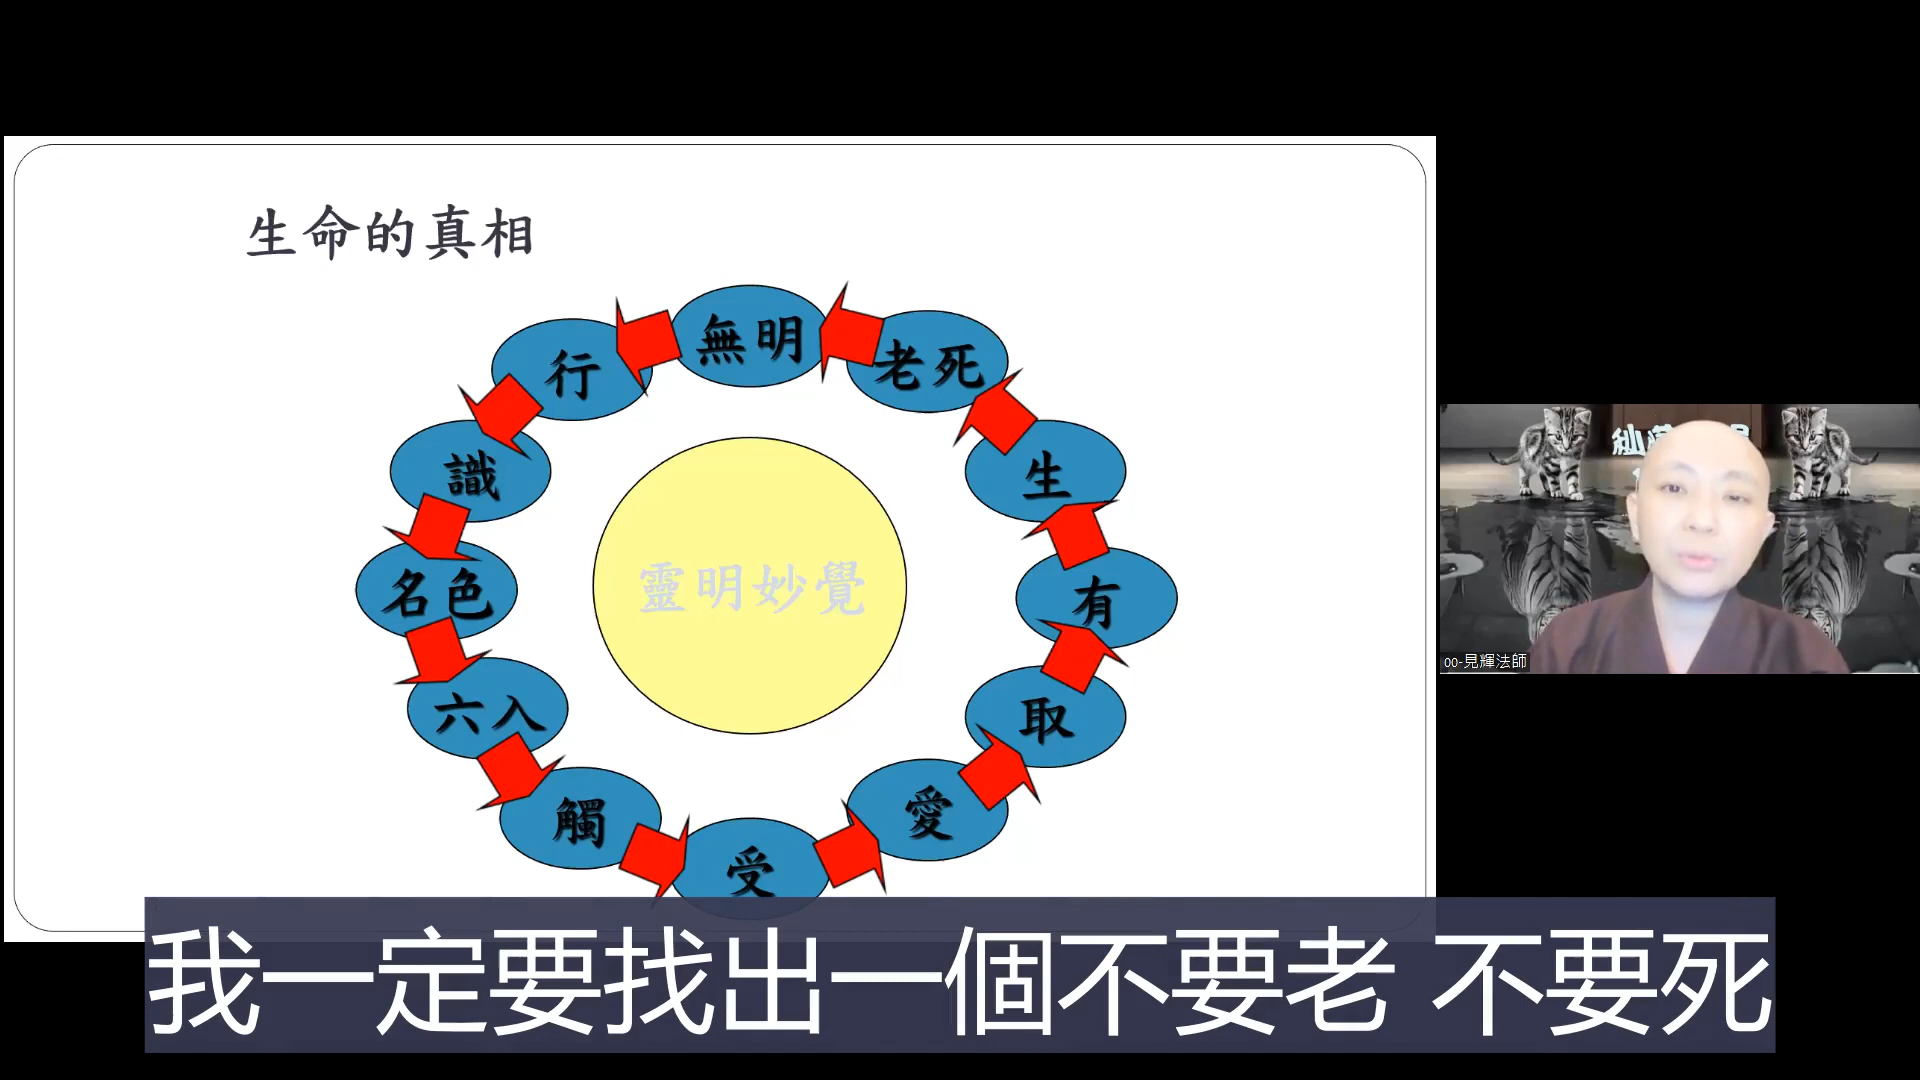 生命的真相
無明
老死
行
生
識
有
名色
靈明妙覺
取
六入
愛
觸
受
oo-見輝法師
我一定要找出一個不要老 不要死